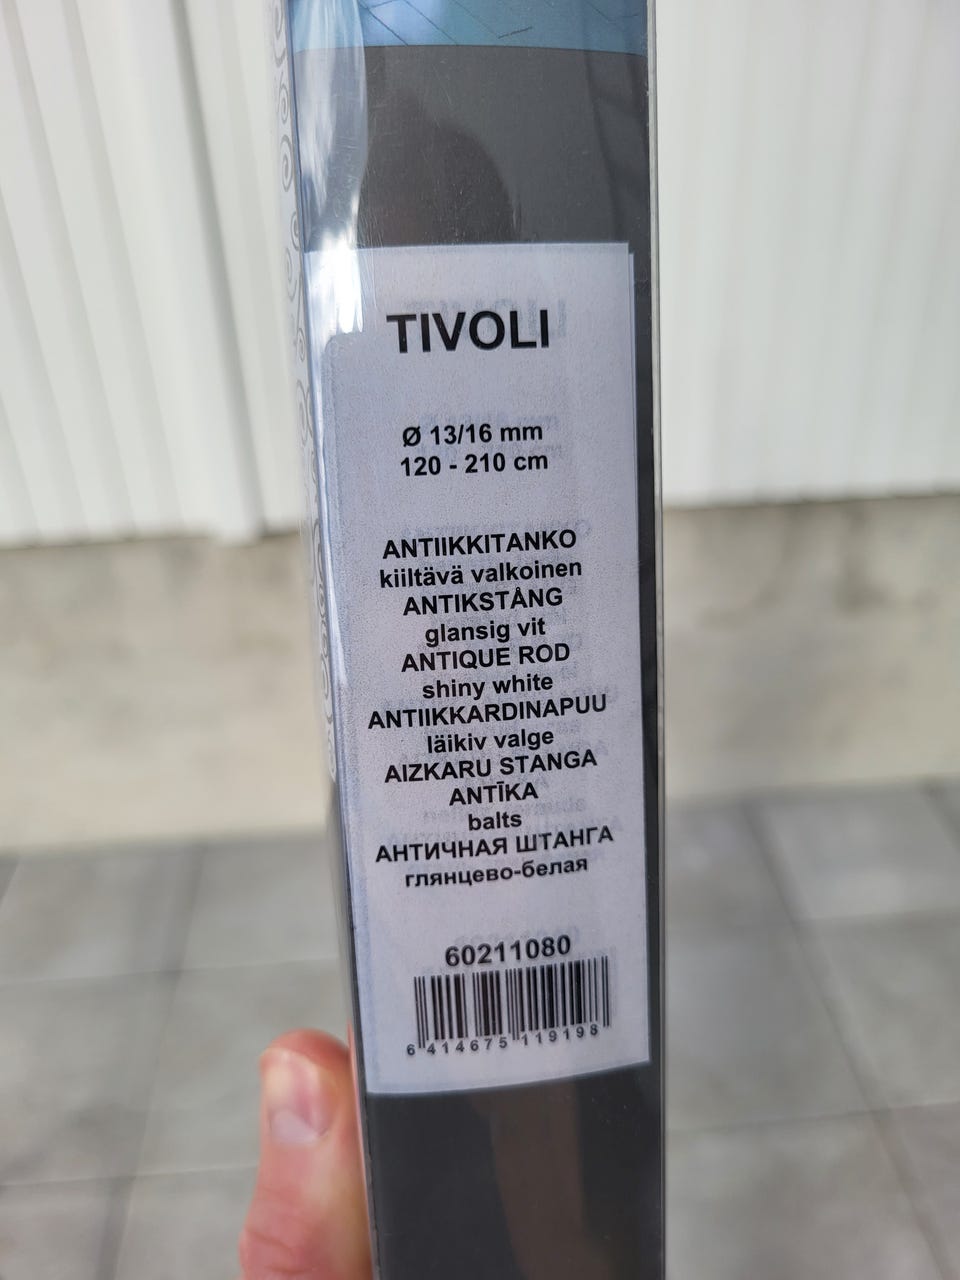 TIVOLI
Ø 13/16 mm
120 - 210 cm
ANTIIKKITANKO
kiiltävä valkoinen
ANTIKSTÅNG
glansig vit
ANTIQUE ROD
shiny white
ANTIIKKARDINAPUU
läikiv valge
AIZKARU STANGA
ANTĪKA
balts
АНТИЧНАЯ ШТАНГА
глянцево-белая
60211080
6 414675 119198